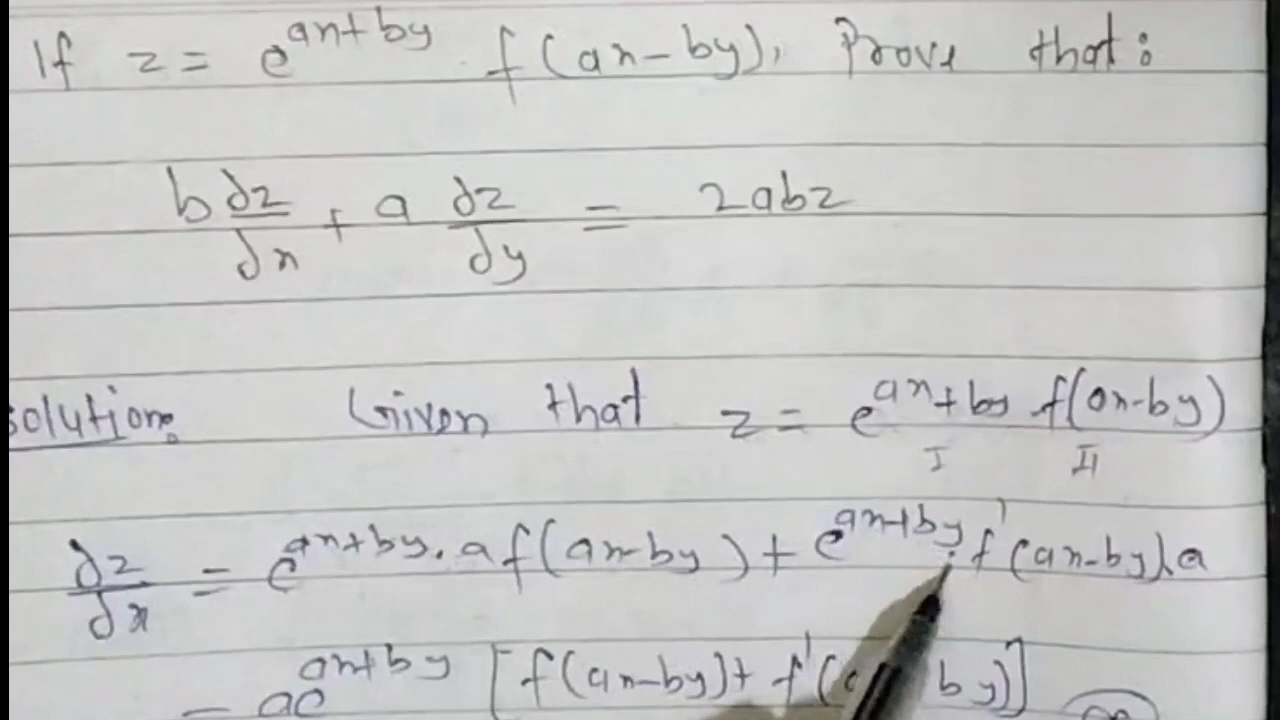 If z = e^{ax+by} · f(ax-by), Prove that:
b ∂z/∂x + a ∂z/∂y = 2abz
Solution: Given that z = e^{ax+by} f(ax-by)
I II
∂z/∂x = e^{ax+by} · a f(ax-by) + e^{ax+by} · f'(ax-by).a
= ae^{ax+by} [f(ax-by) + f'( by)]